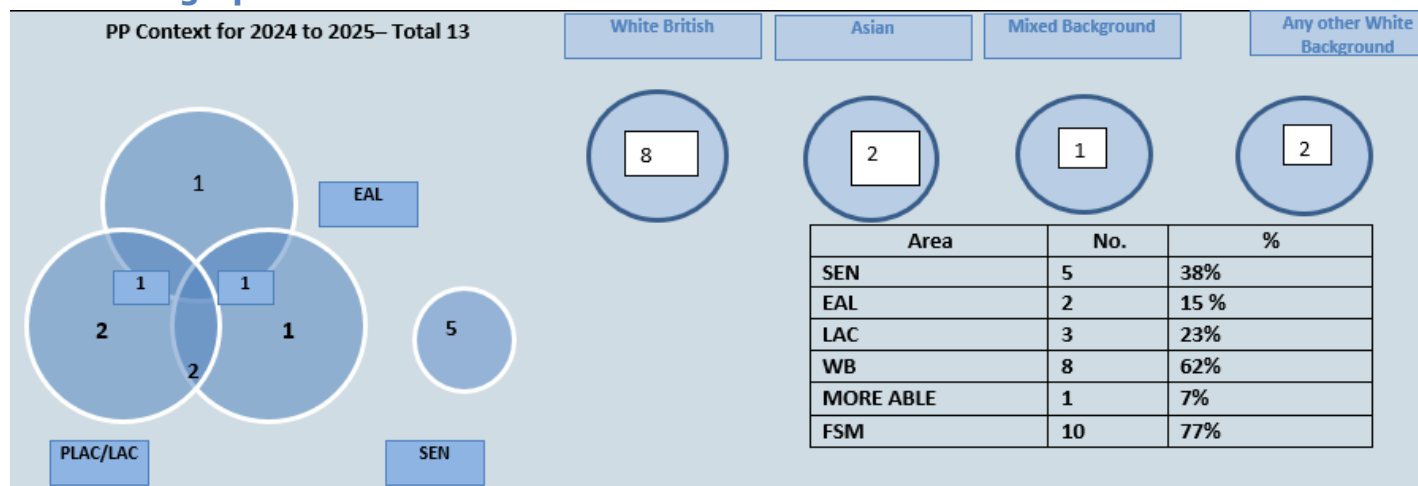 PP Context for 2024 to 2025– Total 13
White British
Asian
Mixed Background
Any other White
Background
8
2
1
2
1
EAL
1
1
2
1
2
5
PLAC/LAC
SEN
Area No. %
SEN 5 38%
EAL 2 15 %
LAC 3 23%
WB 8 62%
MORE ABLE 1 7%
FSM 10 77%